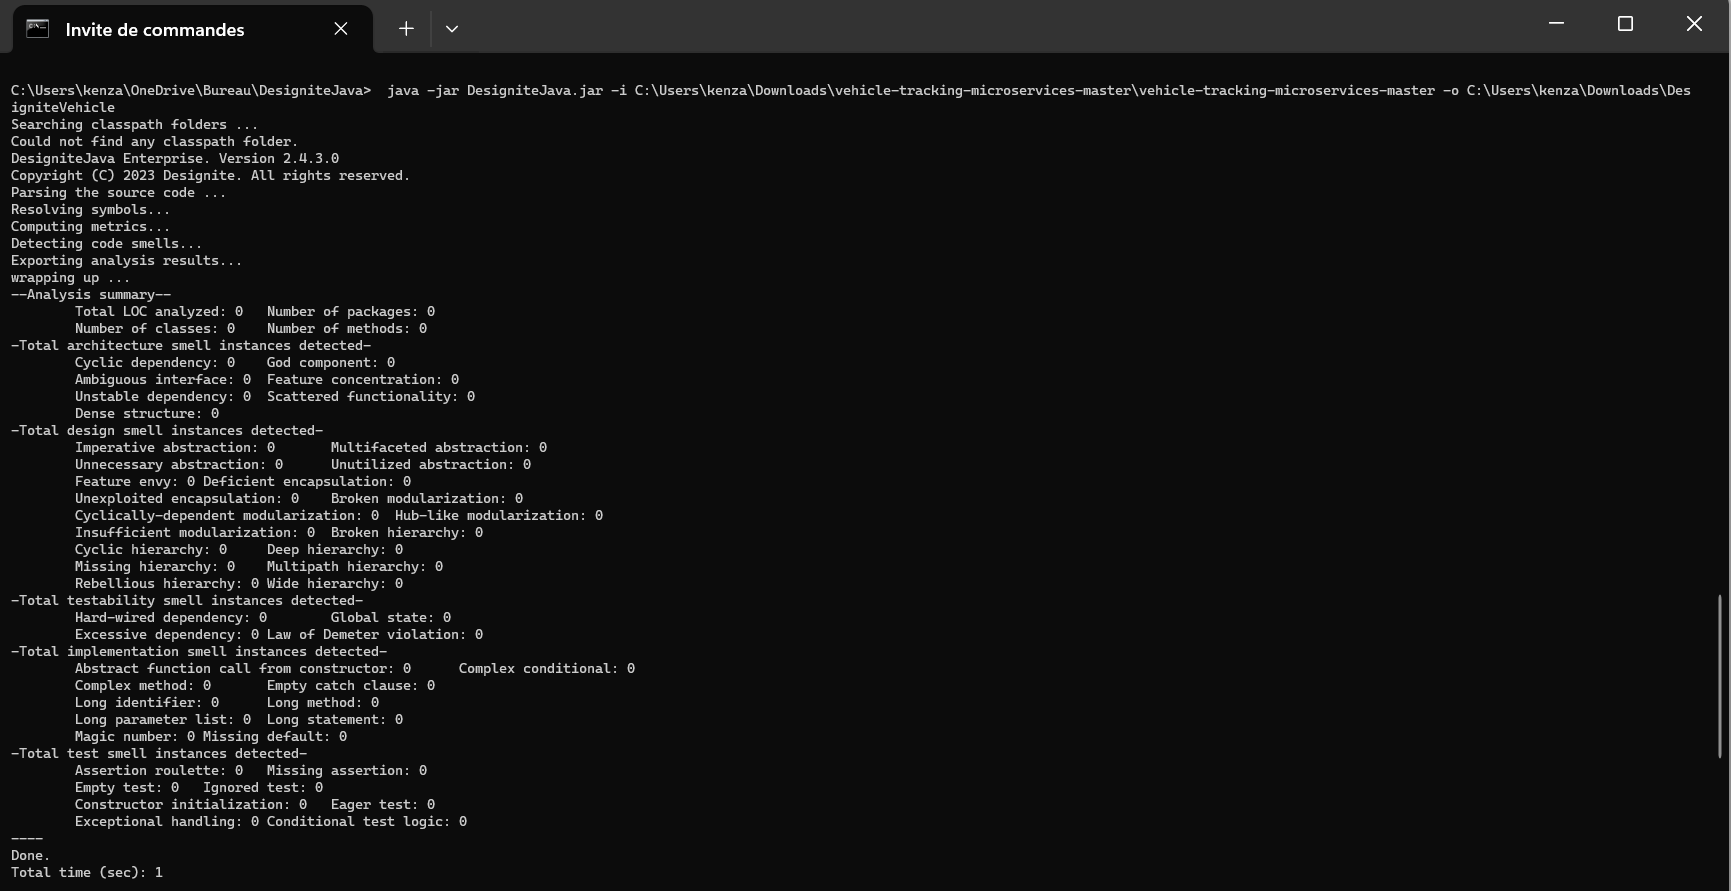 Invite de commandes
C:\Users\kenza\OneDrive\Bureau\DesigniteJava>  java -jar DesigniteJava.jar -i C:\Users\kenza\Downloads\vehicle-tracking-microservices-master\vehicle-tracking-microservices-master -o C:\Users\kenza\Downloads\Des
igniteVehicle
Searching classpath folders ...
Could not find any classpath folder.
DesigniteJava Enterprise. Version 2.4.3.0
Copyright (C) 2023 Designite. All rights reserved.
Parsing the source code ...
Resolving symbols...
Computing metrics...
Detecting code smells...
Exporting analysis results...
wrapping up ...
--Analysis summary--
Total LOC analyzed: 0 Number of packages: 0
Number of classes: 0 Number of methods: 0
-Total architecture smell instances detected-
Cyclic dependency: 0 God component: 0
Ambiguous interface: 0 Feature concentration: 0
Unstable dependency: 0 Scattered functionality: 0
Dense structure: 0
-Total design smell instances detected-
Imperative abstraction: 0 Multifaceted abstraction: 0
Unnecessary abstraction: 0 Unutilized abstraction: 0
Feature envy: 0 Deficient encapsulation: 0
Unexploited encapsulation: 0 Broken modularization: 0
Cyclically-dependent modularization: 0 Hub-like modularization: 0
Insufficient modularization: 0 Broken hierarchy: 0
Cyclic hierarchy: 0 Deep hierarchy: 0
Missing hierarchy: 0 Multipath hierarchy: 0
Rebellious hierarchy: 0 Wide hierarchy: 0
-Total testability smell instances detected-
Hard-wired dependency: 0 Global state: 0
Excessive dependency: 0 Law of Demeter violation: 0
-Total implementation smell instances detected-
Abstract function call from constructor: 0 Complex conditional: 0
Complex method: 0 Empty catch clause: 0
Long identifier: 0 Long method: 0
Long parameter list: 0 Long statement: 0
Magic number: 0 Missing default: 0
-Total test smell instances detected-
Assertion roulette: 0 Missing assertion: 0
Empty test: 0 Ignored test: 0
Constructor initialization: 0 Eager test: 0
Exceptional handling: 0 Conditional test logic: 0
----
Done.
Total time (sec): 1